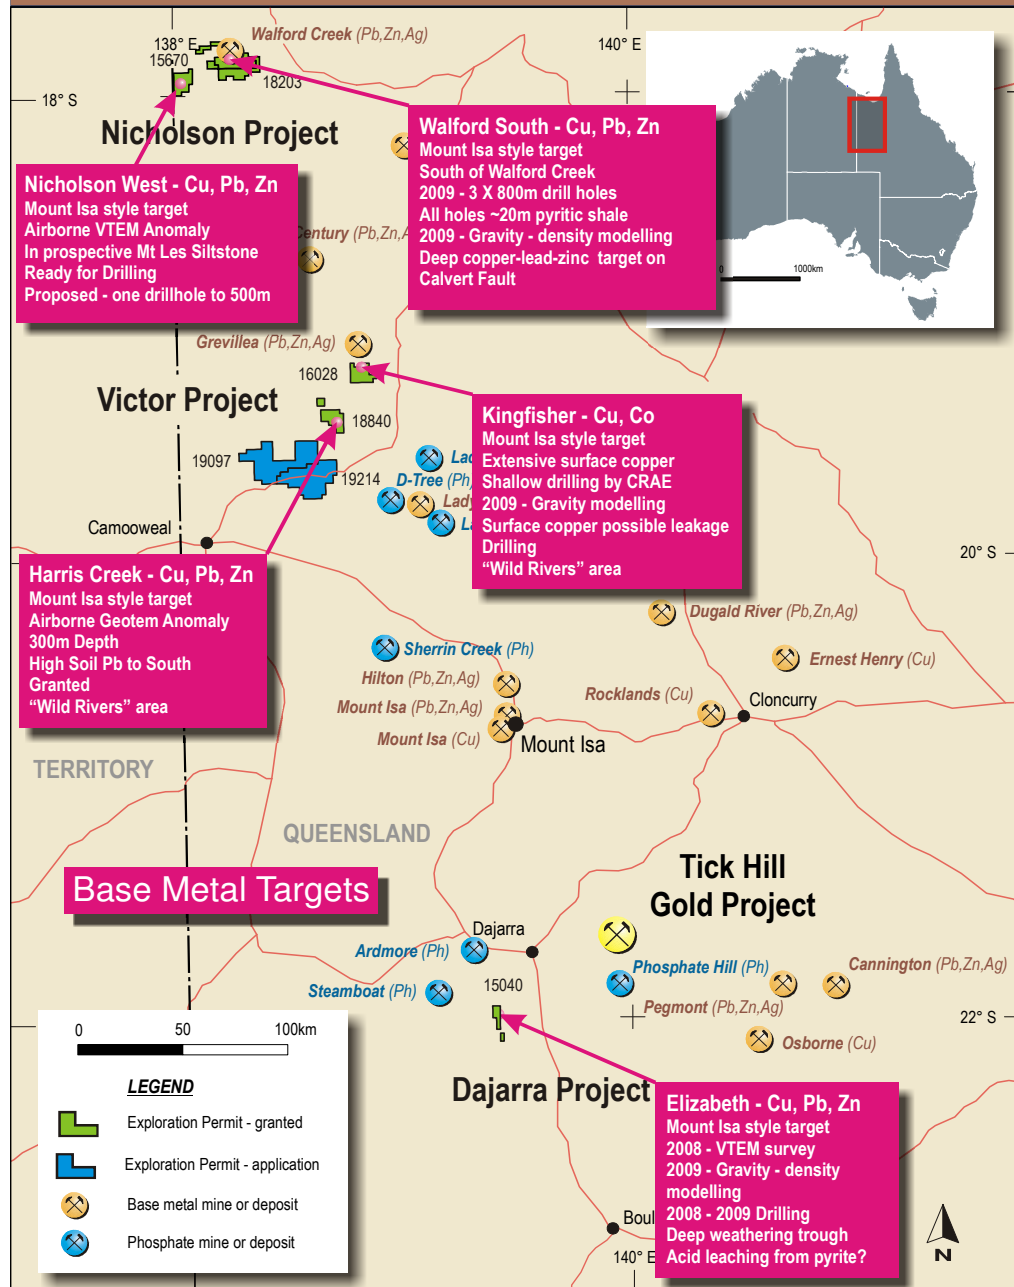 138° E
140° E
Walford Creek (Pb,Zn,Ag)
15670
18203
18° S
Nicholson Project
Walford South - Cu, Pb, Zn
Mount Isa style target
South of Walford Creek
2009 - 3 X 800m drill holes
All holes ~20m pyritic shale
2009 - Gravity - density modelling
Deep copper-lead-zinc target on
Calvert Fault
0
1000km
Nicholson West - Cu, Pb, Zn
Mount Isa style target
Airborne VTEM Anomaly
In prospective Mt Les Siltstone
Ready for Drilling
Proposed - one drillhole to 500m
Century (Pb,Zn,A
Grevillea (Pb,Zn,Ag)
16028
Victor Project
18840
19097
19214
Kingfisher - Cu, Co
Mount Isa style target
Extensive surface copper
Shallow drilling by CRAE
2009 - Gravity modelling
Surface copper possible leakage
Drilling
“Wild Rivers” area
D-Tree (Ph)
Lady
Camooweal
20° S
Harris Creek - Cu, Pb, Zn
Mount Isa style target
Airborne Geotem Anomaly
300m Depth
High Soil Pb to South
Granted
“Wild Rivers” area
Dugald River (Pb,Zn,Ag)
Sherrin Creek (Ph)
Ernest Henry (Cu)
Hilton (Pb,Zn,Ag)
Rocklands (Cu)
Cloncurry
Mount Isa (Pb,Zn,Ag)
Mount Isa (Cu)
Mount Isa
TERRITORY
QUEENSLAND
Base Metal Targets
Tick Hill
Gold Project
Dajarra
Ardmore (Ph)
Phosphate Hill (Ph)
Cannington (Pb,Zn,Ag)
Steamboat (Ph)
15040
Pegmont (Pb,Zn,Ag)
22° S
Osborne (Cu)
Dajarra Project
Elizabeth - Cu, Pb, Zn
Mount Isa style target
2008 - VTEM survey
2009 - Gravity - density
modelling
2008 - 2009 Drilling
Deep weathering trough
Acid leaching from pyrite?
0 50 100km
LEGEND
Exploration Permit - granted
Exploration Permit - application
Base metal mine or deposit
Phosphate mine or deposit
Boul
140° E
N